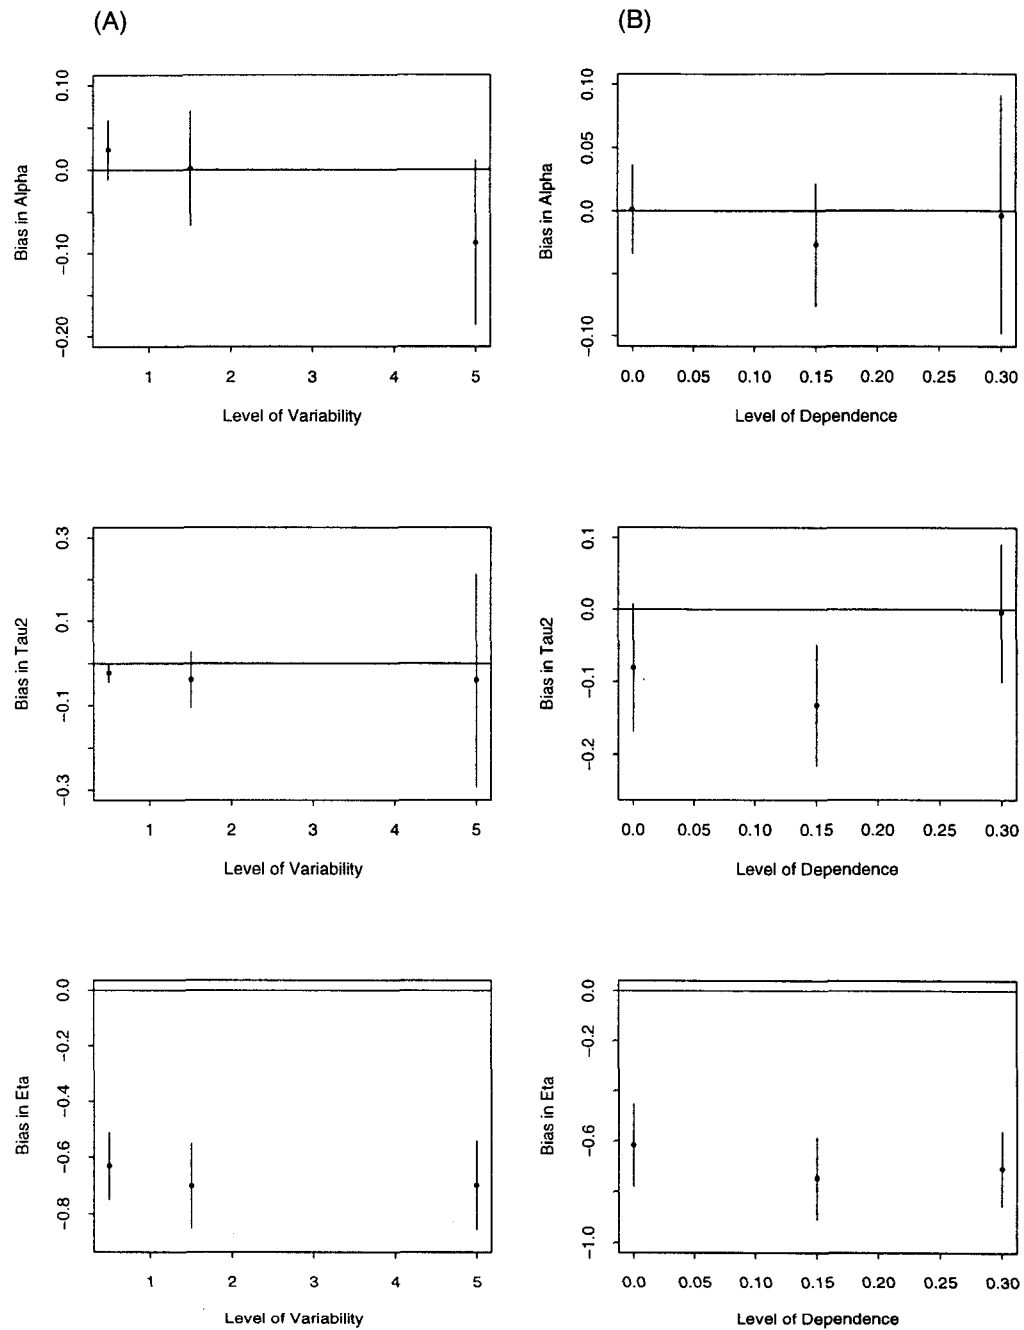 (A)
(B)
Bias in Alpha
0.10
0.0
−0.10
−0.20
1 2 3 4 5
Level of Variability
Bias in Alpha
0.10
0.05
0.0
−0.10
0.0 0.05 0.10 0.15 0.20 0.25 0.30
Level of Dependence
Bias in Tau2
0.3
0.1
−0.1
−0.3
1 2 3 4 5
Level of Variability
Bias in Tau2
0.1
0.0
−0.1
−0.2
0.0 0.05 0.10 0.15 0.20 0.25 0.30
Level of Dependence
Bias in Eta
0.0
−0.2
−0.4
−0.6
−0.8
1 2 3 4 5
Level of Variability
Bias in Eta
0.0
−0.2
−0.6
−1.0
0.0 0.05 0.10 0.15 0.20 0.25 0.30
Level of Dependence